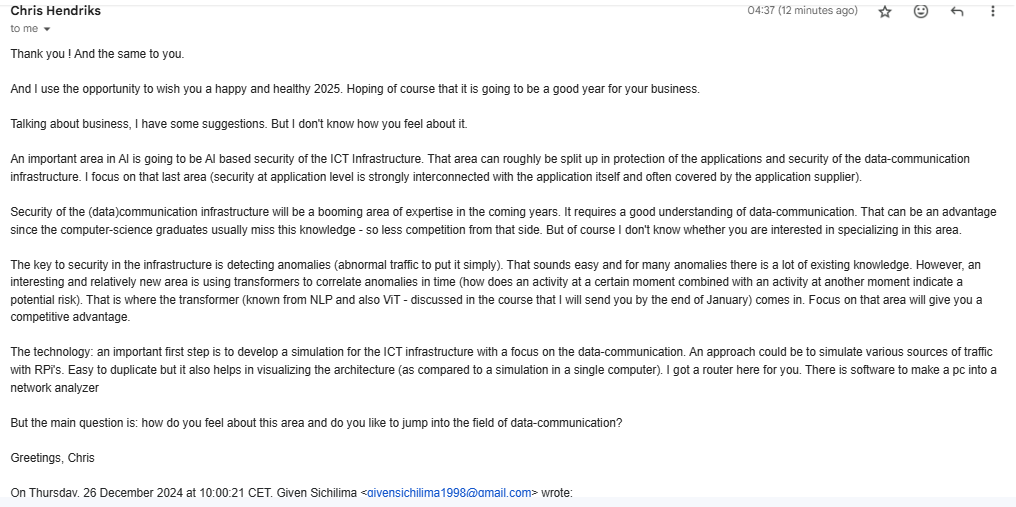 Chris Hendriks
04:37 (12 minutes ago)
to me
Thank you ! And the same to you.
And I use the opportunity to wish you a happy and healthy 2025. Hoping of course that it is going to be a good year for your business.
Talking about business, I have some suggestions. But I don't know how you feel about it.
An important area in AI is going to be AI based security of the ICT Infrastructure. That area can roughly be split up in protection of the applications and security of the data-communication
infrastructure. I focus on that last area (security at application level is strongly interconnected with the application itself and often covered by the application supplier).
Security of the (data)communication infrastructure will be a booming area of expertise in the coming years. It requires a good understanding of data-communication. That can be an advantage
since the computer-science graduates usually miss this knowledge - so less competition from that side. But of course I don't know whether you are interested in specializing in this area.
The key to security in the infrastructure is detecting anomalies (abnormal traffic to put it simply). That sounds easy and for many anomalies there is a lot of existing knowledge. However, an
interesting and relatively new area is using transformers to correlate anomalies in time (how does an activity at a certain moment combined with an activity at another moment indicate a
potential risk). That is where the transformer (known from NLP and also ViT - discussed in the course that I will send you by the end of January) comes in. Focus on that area will give you a
competitive advantage.
The technology: an important first step is to develop a simulation for the ICT infrastructure with a focus on the data-communication. An approach could be to simulate various sources of traffic
with RPi's. Easy to duplicate but it also helps in visualizing the architecture (as compared to a simulation in a single computer). I got a router here for you. There is software to make a pc into a
network analyzer
But the main question is: how do you feel about this area and do you like to jump into the field of data-communication?
Greetings, Chris
On Thursday, 26 December 2024 at 10:00:21 CET, Given Sichilima <givensichilima1998@gmail.com> wrote: